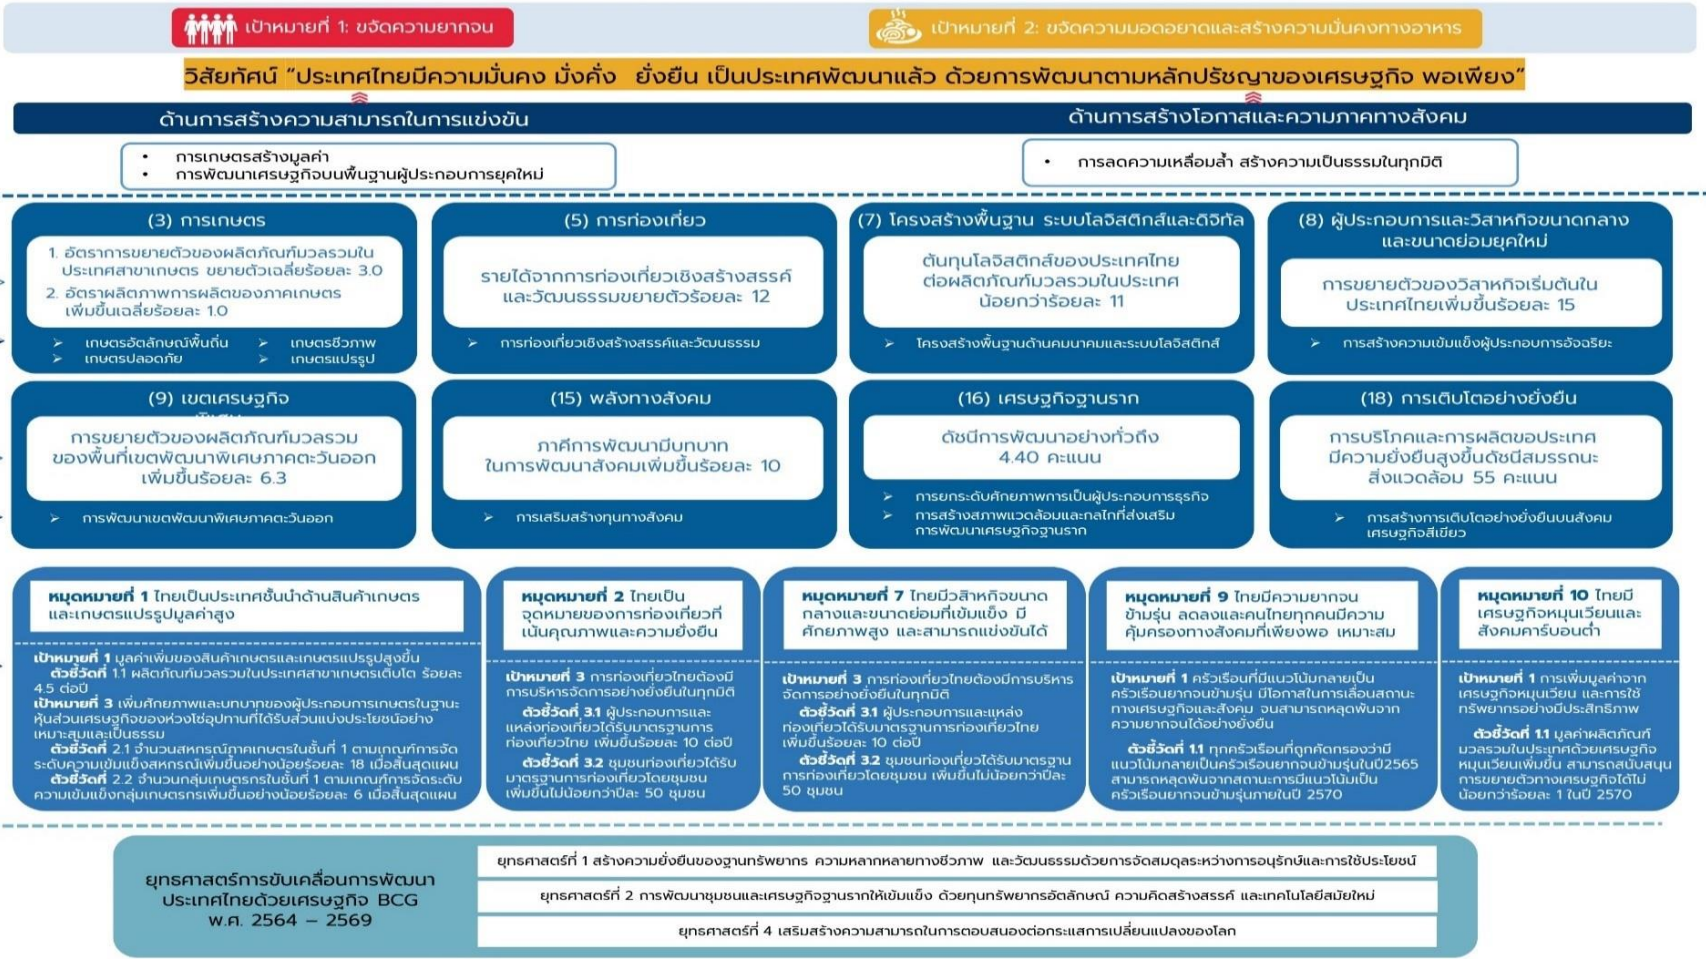 เป้าหมายที่ 1: ขจัดความยากจน
เป้าหมายที่ 2: ขจัดความมอดอยาดและสร้างความมั่นคงทางอาหาร
วิสัยทัศน์ “ประเทศไทยมีความมั่นคง มั่งคั่ง ยั่งยืน เป็นประเทศพัฒนาแล้ว ด้วยการพัฒนาตามหลักปรัชญาของเศรษฐกิจ พอเพียง”
ด้านการสร้างความสามารถในการแข่งขัน
ด้านการสร้างโอกาสและความภาคทางสังคม
• การเกษตรสร้างมูลค่า
• การพัฒนาเศรษฐกิจบนพื้นฐานผู้ประกอบการยุคใหม่
• การลดความเหลื่อมล้ำ สร้างความเป็นธรรมในทุกมิติ
(3) การเกษตร
1. อัตราการขยายตัวของผลิตภัณฑ์มวลรวมใน
ประเทศสาขาเกษตร ขยายตัวเฉลี่ยร้อยละ 3.0
2. อัตราผลิตภาพการผลิตของภาคเกษตร
เพิ่มขึ้นเฉลี่ยร้อยละ 1.0
➢ เกษตรอัตลักษณ์พื้นถิ่น ➢ เกษตรชีวภาพ
➢ เกษตรปลอดภัย ➢ เกษตรแปรรูป
(5) การท่องเที่ยว
รายได้จากการท่องเที่ยวเชิงสร้างสรรค์
และวัฒนธรรมขยายตัวร้อยละ 12
➢ การท่องเที่ยวเชิงสร้างสรรค์และวัฒนธรรม
(7) โครงสร้างพื้นฐาน ระบบโลจิสติกส์และดิจิทัล
ต้นทุนโลจิสติกส์ของประเทศไทย
ต่อผลิตภัณฑ์มวลรวมในประเทศ
น้อยกว่าร้อยละ 11
➢ โครงสร้างพื้นฐานด้านคมนาคมและระบบโลจิสติกส์
(8) ผู้ประกอบการและวิสาหกิจขนาดกลาง
และขนาดย่อมยุคใหม่
การขยายตัวของวิสาหกิจเริ่มต้นใน
ประเทศไทยเพิ่มขึ้นร้อยละ 15
➢ การสร้างความเข้มแข็งผู้ประกอบการอัจฉริยะ
(9) เขตเศรษฐกิจ
การขยายตัวของผลิตภัณฑ์มวลรวม
ของพื้นที่เขตพัฒนาพิเศษภาคตะวันออก
เพิ่มขึ้นร้อยละ 6.3
➢ การพัฒนาเขตพัฒนาพิเศษภาคตะวันออก
(15) พลังทางสังคม
ภาคีการพัฒนามีบทบาท
ในการพัฒนาสังคมเพิ่มขึ้นร้อยละ 10
➢ การเสริมสร้างทุนทางสังคม
(16) เศรษฐกิจฐานราก
ดัชนีการพัฒนาอย่างทั่วถึง
4.40 คะแนน
➢ การยกระดับศักยภาพการเป็นผู้ประกอบการธุรกิจ
➢ การสร้างสภาพแวดล้อมและกลไกที่ส่งเสริม
การพัฒนาเศรษฐกิจฐานราก
(18) การเติบโตอย่างยั่งยืน
การบริโภคและการผลิตขอประเทศ
มีความยั่งยืนสูงขึ้นดัชนีสมรรถนะ
สิ่งแวดล้อม 55 คะแนน
➢ การสร้างการเติบโตอย่างยั่งยืนบนสังคม
เศรษฐกิจสีเขียว
หมุดหมายที่ 1 ไทยเป็นประเทศชั้นนำด้านสินค้าเกษตร
และเกษตรแปรรูปมูลค่าสูง
เป้าหมายที่ 1 มูลค่าเพิ่มของสินค้าเกษตรและเกษตรแปรรูปสูงขึ้น
ตัวชี้วัดที่ 1.1 ผลิตภัณฑ์มวลรวมในประเทศสาขาเกษตรเติบโต ร้อยละ
4.5 ต่อปี
เป้าหมายที่ 3 เพิ่มศักยภาพและบทบาทของผู้ประกอบการเกษตรในฐานะ
หุ้นส่วนเศรษฐกิจของห่วงโซ่อุปทานที่ได้รับส่วนแบ่งประโยชน์อย่าง
เหมาะสมและเป็นธรรม
ตัวชี้วัดที่ 2.1 จำนวนสหกรณ์ภาคเกษตรในชั้นที่ 1 ตามเกณฑ์การจัด
ระดับความเข้มแข็งสหกรณ์เพิ่มขึ้นอย่างน้อยร้อยละ 18 เมื่อสิ้นสุดแผน
ตัวชี้วัดที่ 2.2 จำนวนกลุ่มเกษตรกรในชั้นที่ 1 ตามเกณฑ์การจัดระดับ
ความเข้มแข็งกลุ่มเกษตรกรเพิ่มขึ้นอย่างน้อยร้อยละ 6 เมื่อสิ้นสุดแผน
หมุดหมายที่ 2 ไทยเป็น
จุดหมายของการท่องเที่ยวที่
เน้นคุณภาพและความยั่งยืน
เป้าหมายที่ 3 การท่องเที่ยวไทยต้องมี
การบริหารจัดการอย่างยั่งยืนในทุกมิติ
ตัวชี้วัดที่ 3.1 ผู้ประกอบการและ
แหล่งท่องเที่ยวได้รับมาตรฐานการ
ท่องเที่ยวไทย เพิ่มขึ้นร้อยละ 10 ต่อปี
ตัวชี้วัดที่ 3.2 ชุมชนท่องเที่ยวได้รับ
มาตรฐานการท่องเที่ยวโดยชุมชน
เพิ่มขึ้นไม่น้อยกว่าปีละ 50 ชุมชน
หมุดหมายที่ 7 ไทยมีวสิาหกิจขนาด
กลางและขนาดย่อมที่เข้มแข็ง มี
ศักยภาพสูง และสามารถแข่งขันได้
เป้าหมายที่ 3 การท่องเที่ยวไทยต้องมีการบริหาร
จัดการอย่างยั่งยืนในทุกมิติ
ตัวชี้วัดที่ 3.1 ผู้ประกอบการและแหล่ง
ท่องเที่ยวได้รับมาตรฐานการท่องเที่ยวไทย
เพิ่มขึ้นร้อยละ 10 ต่อปี
ตัวชี้วัดที่ 3.2 ชุมชนท่องเที่ยวได้รับมาตรฐาน
การท่องเที่ยวโดยชุมชน เพิ่มขึ้นไม่น้อยกว่าปีละ
50 ชุมชน
หมุดหมายที่ 9 ไทยมีความยากจน
ข้ามรุ่น ลดลงและคนไทยทุกคนมีความ
คุ้มครองทางสังคมที่เพียงพอ เหมาะสม
เป้าหมายที่ 1 ครัวเรือนที่มีแนวโน้มกลายเป็น
ครัวเรือนยากจนข้ามรุ่น มีโอกาสในการเลื่อนสถานะ
ทางเศรษฐกิจและสังคม จนสามารถหลุดพ้นจาก
ความยากจนได้อย่างยั่งยืน
ตัวชี้วัดที่ 1.1 ทุกครัวเรือนที่ถูกคัดกรองว่ามี
แนวโน้มกลายเป็นครัวเรือนยากจนข้ามรุ่นในปี2565
สามารถหลุดพ้นจากสถานะการมีแนวโน้มเป็น
ครัวเรือนยากจนข้ามรุ่นภายในปี 2570
หมุดหมายที่ 10 ไทยมี
เศรษฐกิจหมุนเวียนและ
สังคมคาร์บอนต่ำ
เป้าหมายที่ 1 การเพิ่มมูลค่าจาก
เศรษฐกิจหมุนเวียน และการใช้
ทรัพยากรอย่างมีประสิทธิภาพ
ตัวชี้วัดที่ 1.1 มูลค่าผลิตภัณฑ์
มวลรวมในประเทศด้วยเศรษฐกิจ
หมุนเวียนเพิ่มขึ้น สามารถสนับสนุน
การขยายตัวทางเศรษฐกิจได้ไม่
น้อยกว่าร้อยละ 1 ในปี 2570
ยุทธศาสตร์การขับเคลื่อนการพัฒนา
ประเทศไทยด้วยเศรษฐกิจ BCG
พ.ศ. 2564 – 2569
ยุทธศาสตร์ที่ 1 สร้างความยั่งยืนของฐานทรัพยากร ความหลากหลายทางชีวภาพ และวัฒนธรรมด้วยการจัดสมดุลระหว่างการอนุรักษ์และการใช้ประโยชน์
ยุทธศาสตร์ที่ 2 การพัฒนาชุมชนและเศรษฐกิจฐานรากให้เข้มแข็ง ด้วยทุนทรัพยากรอัตลักษณ์ ความคิดสร้างสรรค์ และเทคโนโลยีสมัยใหม่
ยุทธศาสตร์ที่ 4 เสริมสร้างความสามารถในการตอบสนองต่อกระแสการเปลี่ยนแปลงของโลก